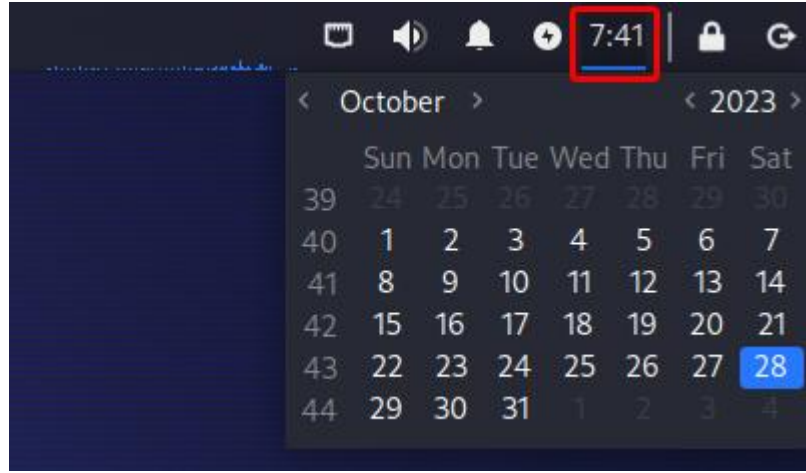 7:41
< October > < 2023 >
Sun Mon Tue Wed Thu Fri Sat
39 24 25 26 27 28 29 30
40 1 2 3 4 5 6 7
41 8 9 10 11 12 13 14
42 15 16 17 18 19 20 21
43 22 23 24 25 26 27 28
44 29 30 31 1 2 3 4